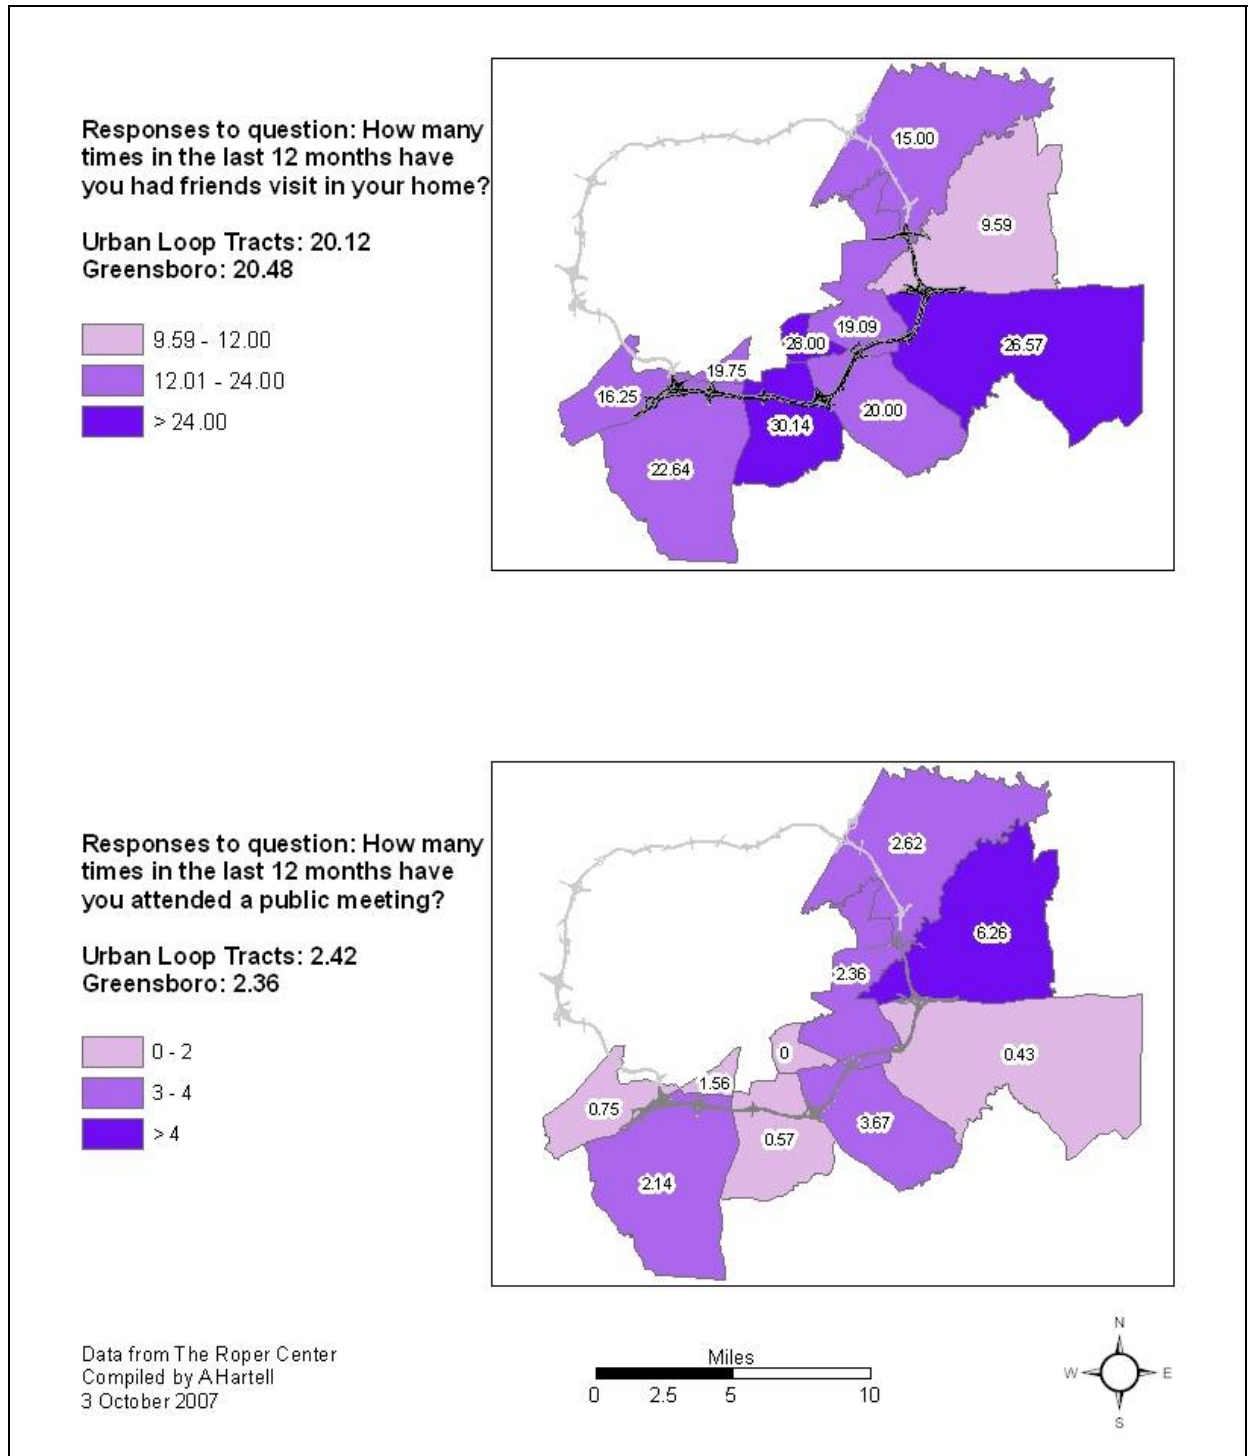 Responses to question: How many
times in the last 12 months have
you had friends visit in your home?
Urban Loop Tracts: 20.12
Greensboro: 20.48
9.59 - 12.00
12.01 - 24.00
> 24.00
15.00
9.59
19.09
28.00
26.57
19.75
16.25
20.00
30.14
22.64
Responses to question: How many
times in the last 12 months have
you attended a public meeting?
Urban Loop Tracts: 2.42
Greensboro: 2.36
0 - 2
3 - 4
> 4
2.62
6.26
2.36
0
0.43
1.56
0.75
3.67
0.57
2.14
Data from The Roper Center
Compiled by AHartell
3 October 2007
Miles
0 2.5 5 10
N
W E
S